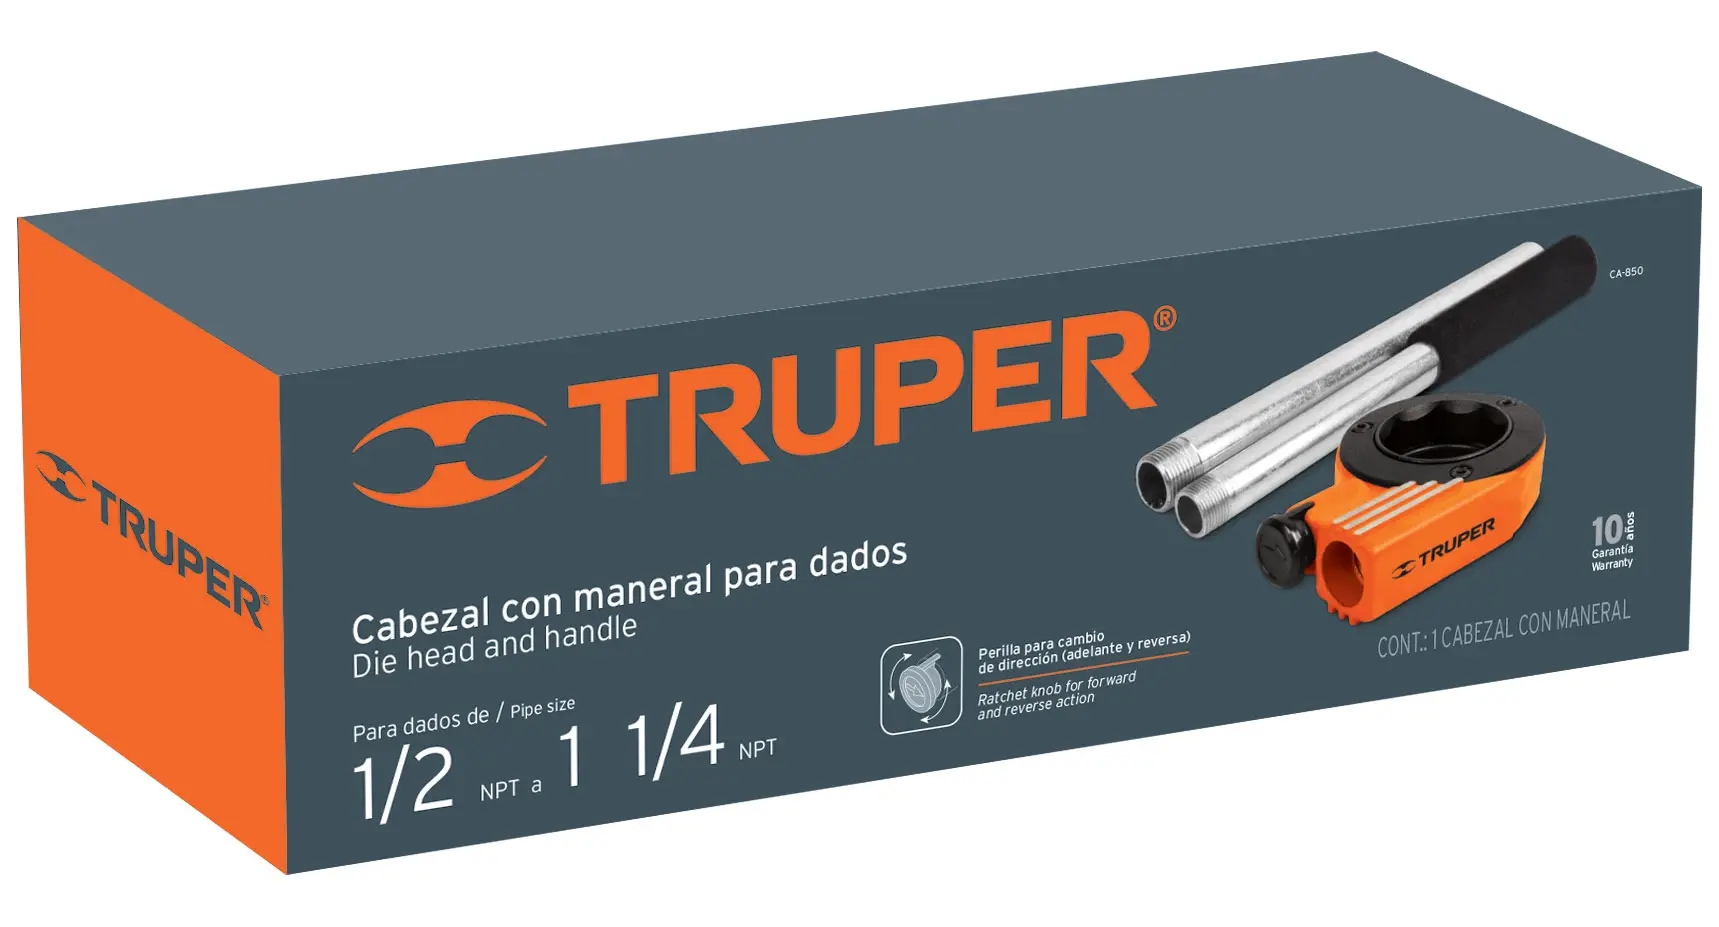 TRUPER®
TRUPER®
CA-850
TRUPER
10 años
Garantía
Warranty
Cabezal con maneral para dados
Die head and handle
Para dados de / Pipe size
1/2 NPT a 1 1/4 NPT
Perilla para cambio
de dirección (adelante y reversa)
Ratchet knob for forward
and reverse action
CONT.: 1 CABEZAL CON MANERAL